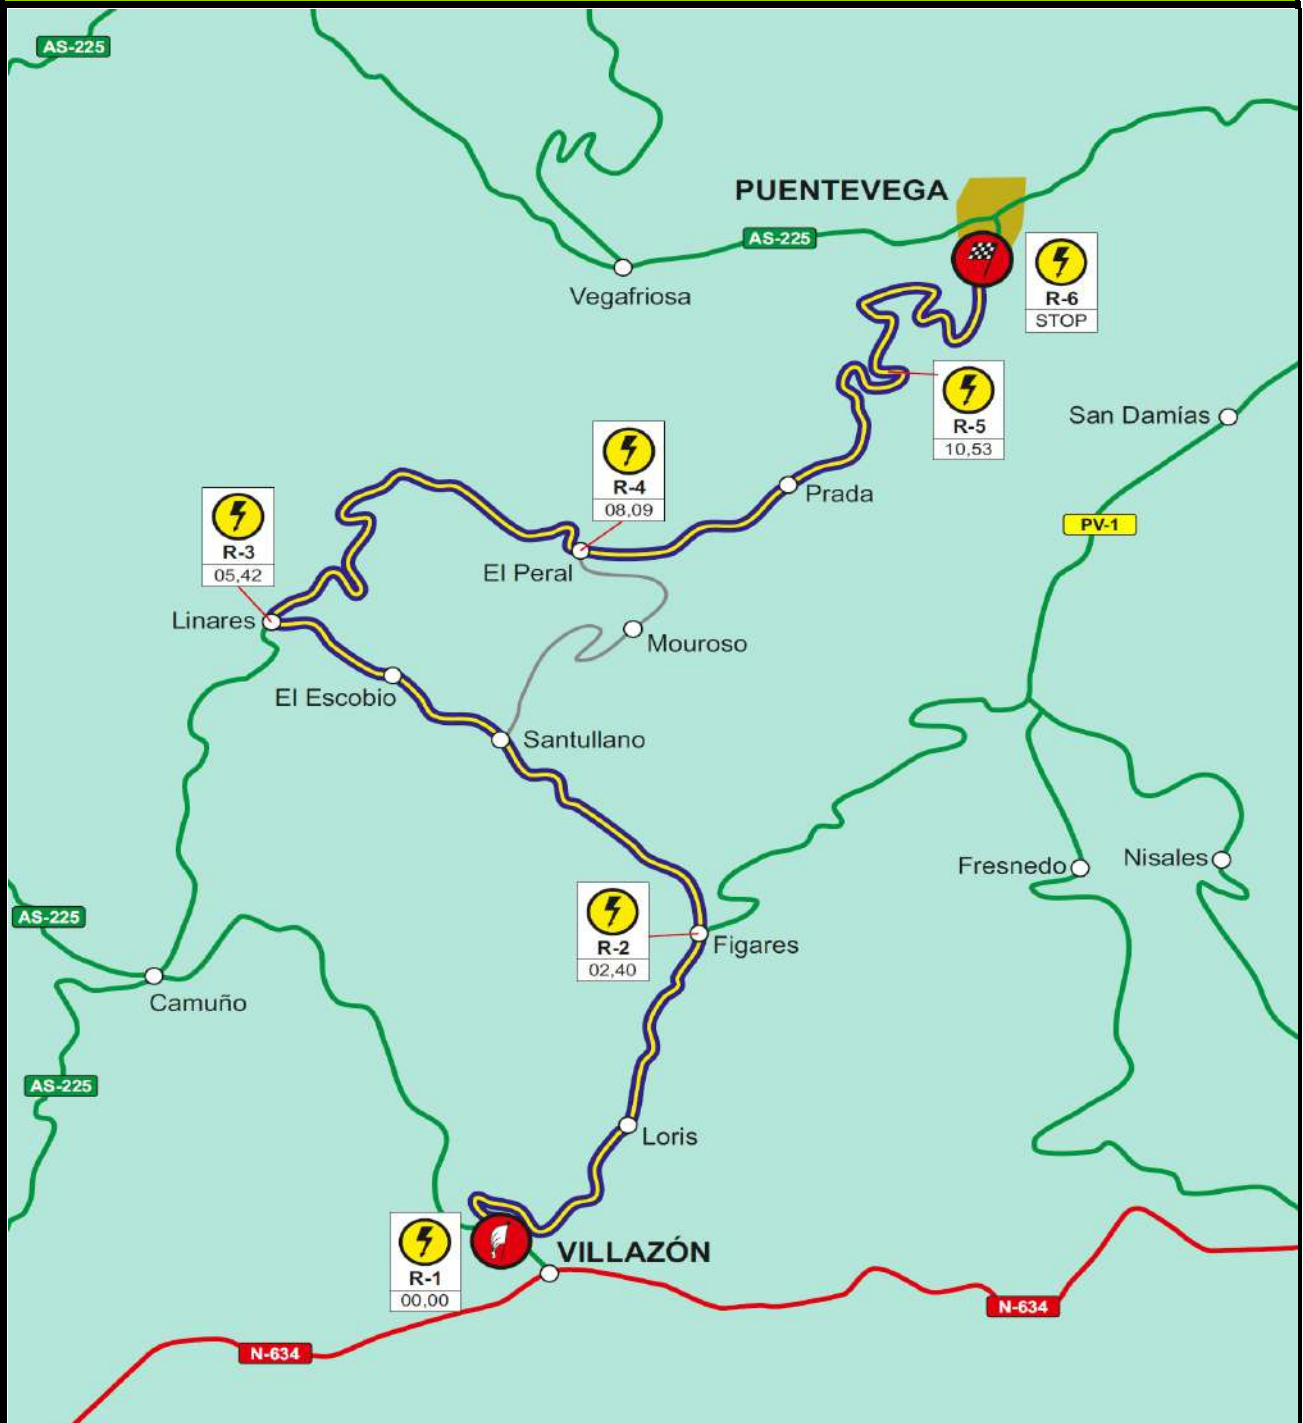 AS-225
PUENTEVEGA
AS-225
Vegafriosa
R-6
STOP
San Damías
R-5
10,53
R-4
08,09
Prada
PV-1
R-3
05,42
El Peral
Linares
Mouroso
El Escobio
Santullano
Fresnedo
Nisales
AS-225
R-2
02,40
Figares
Camuño
AS-225
Loris
VILLAZÓN
R-1
00,00
N-634
N-634